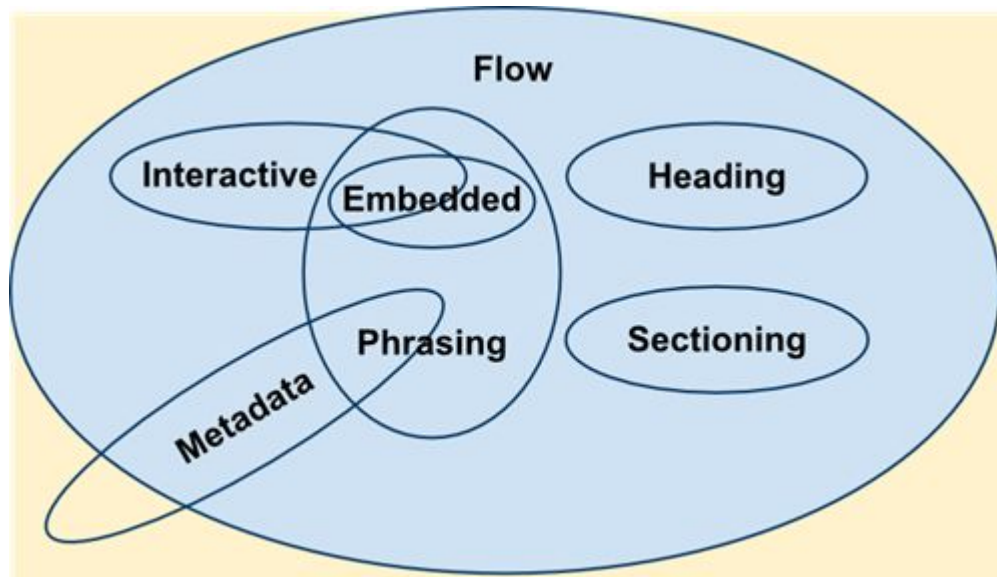 Flow
Interactive
Embedded
Heading
Phrasing
Sectioning
Metadata